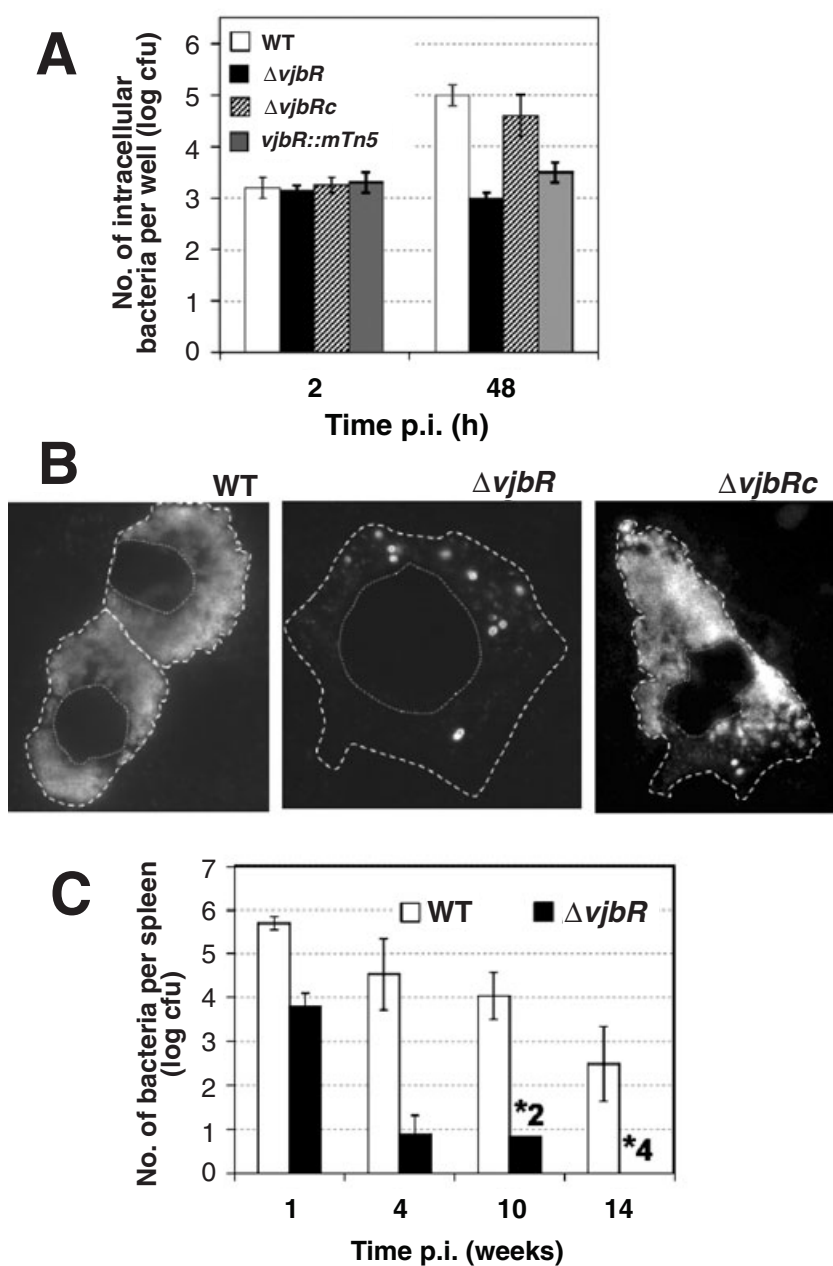 A
No. of intracellular
bacteria per well (log cfu)
6
5
4
3
2
1
0
WT
ΔvjbR
ΔvjbRc
vjbR::mTn5
2 48
Time p.i. (h)
B
WT ΔvjbR ΔvjbRc
C
No. of bacteria per spleen
(log cfu)
7
6
5
4
3
2
1
0
WT ΔvjbR
*2
*4
1 4 10 14
Time p.i. (weeks)